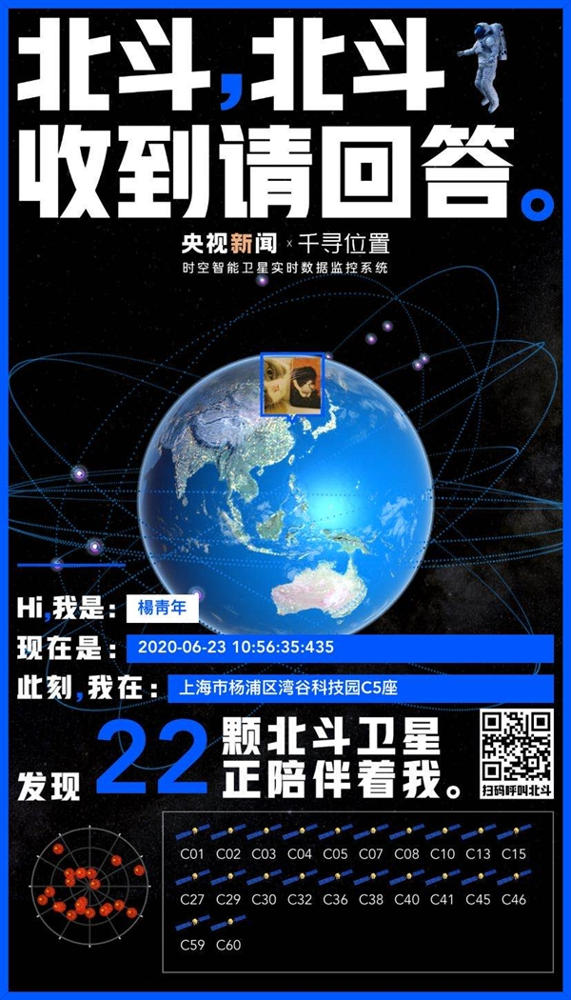 北斗,北斗
收到请回答。
央视新闻 x 千寻位置
时空智能卫星实时数据监控系统
Hi,我是: 楊靑年
现在是: 2020-06-23 10:56:35:435
此刻,我在: 上海市杨浦区湾谷科技园C5座
发现 22 颗北斗卫星
正陪伴着我。
扫码呼叫北斗
C01 C02 C03 C04 C05 C07 C08 C10 C13 C15
C27 C29 C30 C32 C36 C38 C40 C41 C45 C46
C59 C60